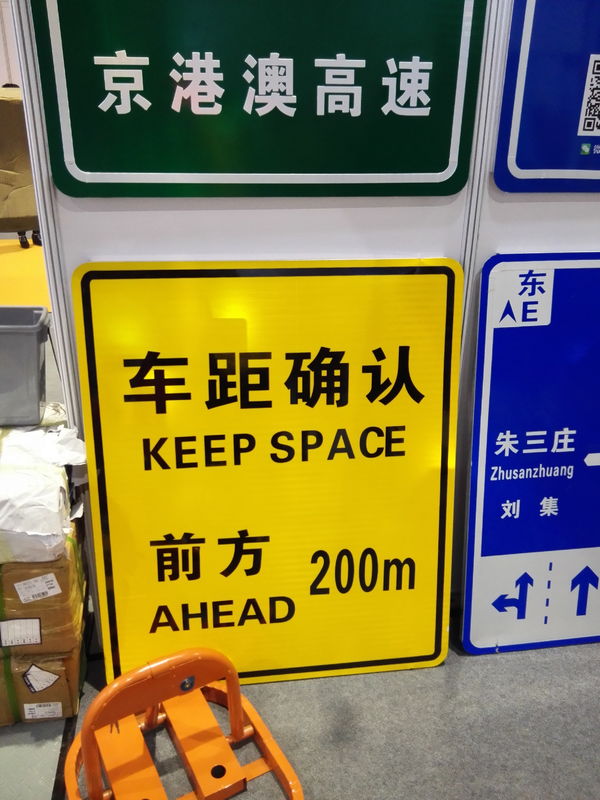 京港澳高速
车距确认
KEEP SPACE
前方 200m
AHEAD
东
E
朱三庄
Zhusanzhuang
刘集